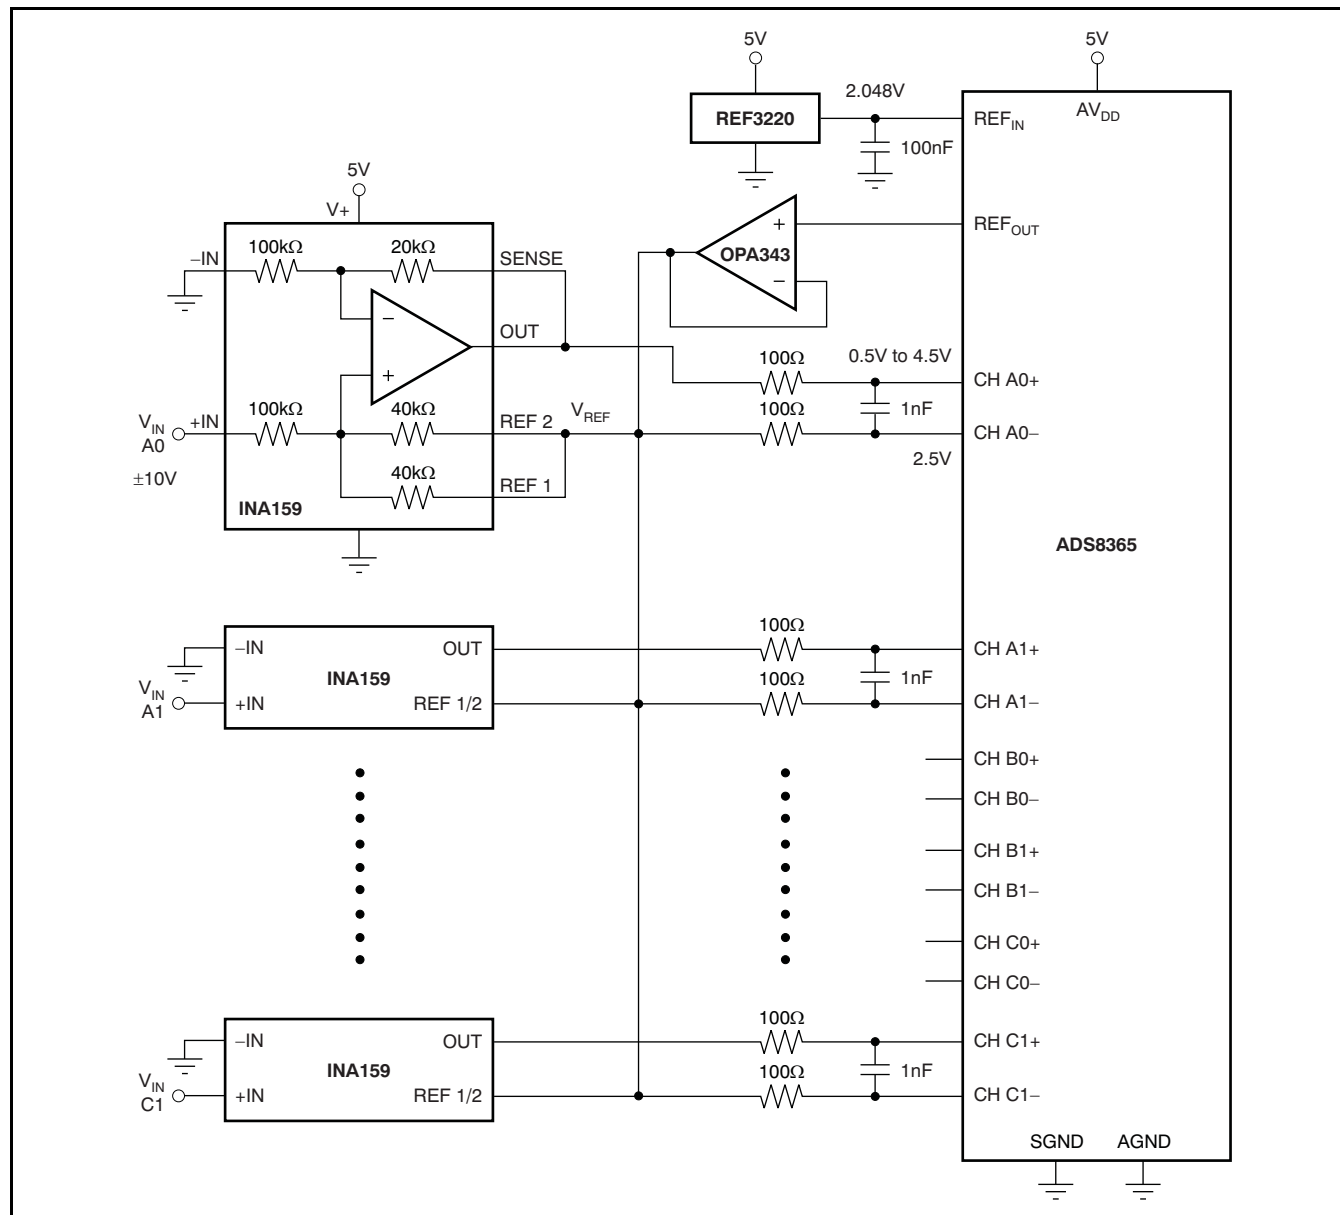 5V
5V
2.048V
REF3220
AV_DD
REF_IN
100nF
5V
V+
REF_OUT
+
OPA343
−
−IN
100kΩ
20kΩ
SENSE
−
OUT
+
100Ω
0.5V to 4.5V
CH A0+
V_IN
A0
+IN
100kΩ
40kΩ
REF 2
V_REF
100Ω
1nF
CH A0−
±10V
40kΩ
REF 1
2.5V
INA159
ADS8365
−IN
OUT
100Ω
CH A1+
INA159
1nF
V_IN
A1
+IN
REF 1/2
100Ω
CH A1−
CH B0+
CH B0−
CH B1+
CH B1−
CH C0+
CH C0−
−IN
OUT
100Ω
CH C1+
INA159
1nF
V_IN
C1
+IN
REF 1/2
100Ω
CH C1−
SGND
AGND